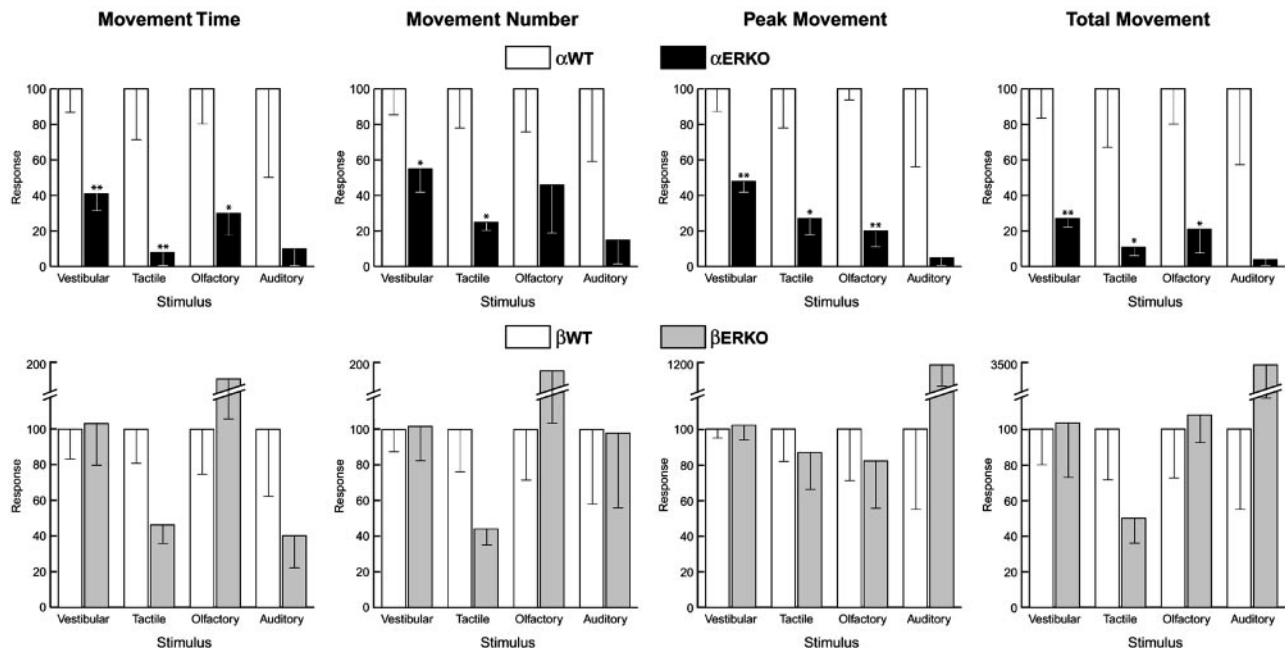 Movement Time Movement Number Peak Movement Total Movement
αWT αERKO
100 100 100 100
80 80 80 80
60 60 60 60
40 40 40 40
20 20 20 20
0 0 0 0
Response Response Response Response
** ** *
* *
** * **
** * *
Vestibular Tactile Olfactory Auditory Vestibular Tactile Olfactory Auditory Vestibular Tactile Olfactory Auditory Vestibular Tactile Olfactory Auditory
Stimulus Stimulus Stimulus Stimulus
βWT βERKO
200 200 1200 3500
100 100 100 100
80 80 80 80
60 60 60 60
40 40 40 40
20 20 20 20
0 0 0 0
Response Response Response Response
Vestibular Tactile Olfactory Auditory Vestibular Tactile Olfactory Auditory Vestibular Tactile Olfactory Auditory Vestibular Tactile Olfactory Auditory
Stimulus Stimulus Stimulus Stimulus